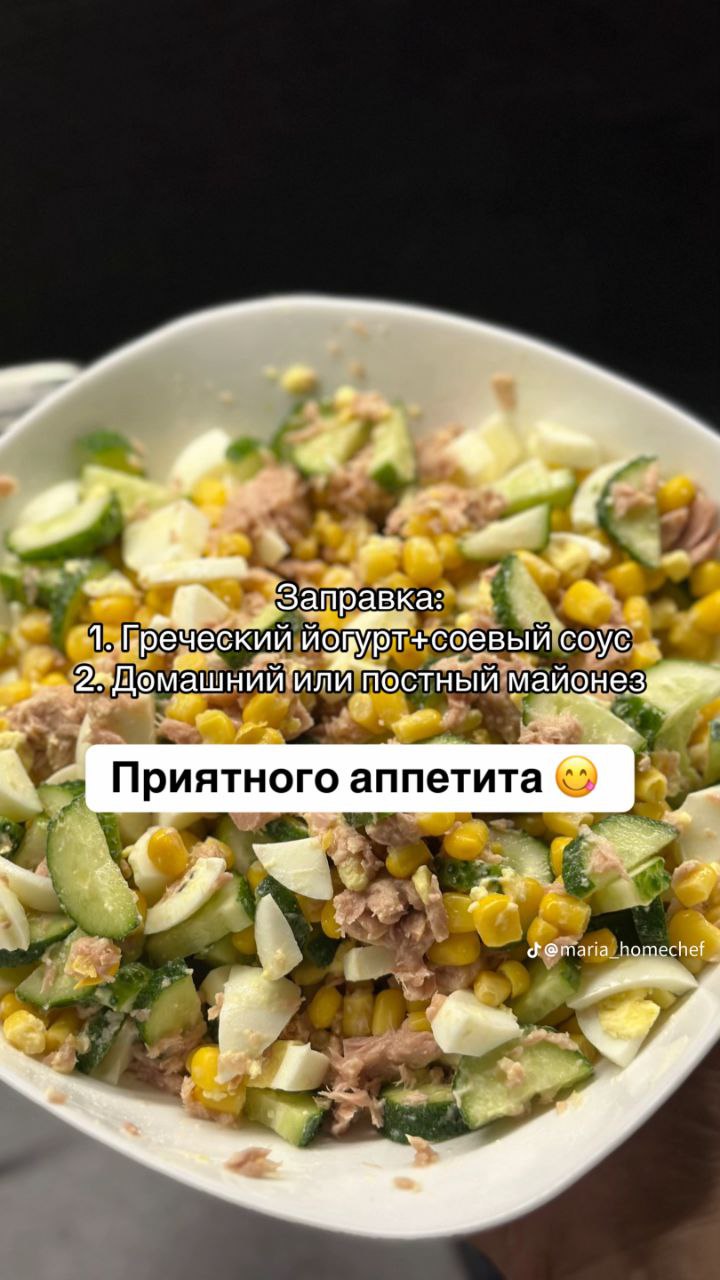 Заправка:
1. Греческий йогурт+соевый соус
2. Домашний или постный майонез
Приятного аппетита 😋
@maria_homechef